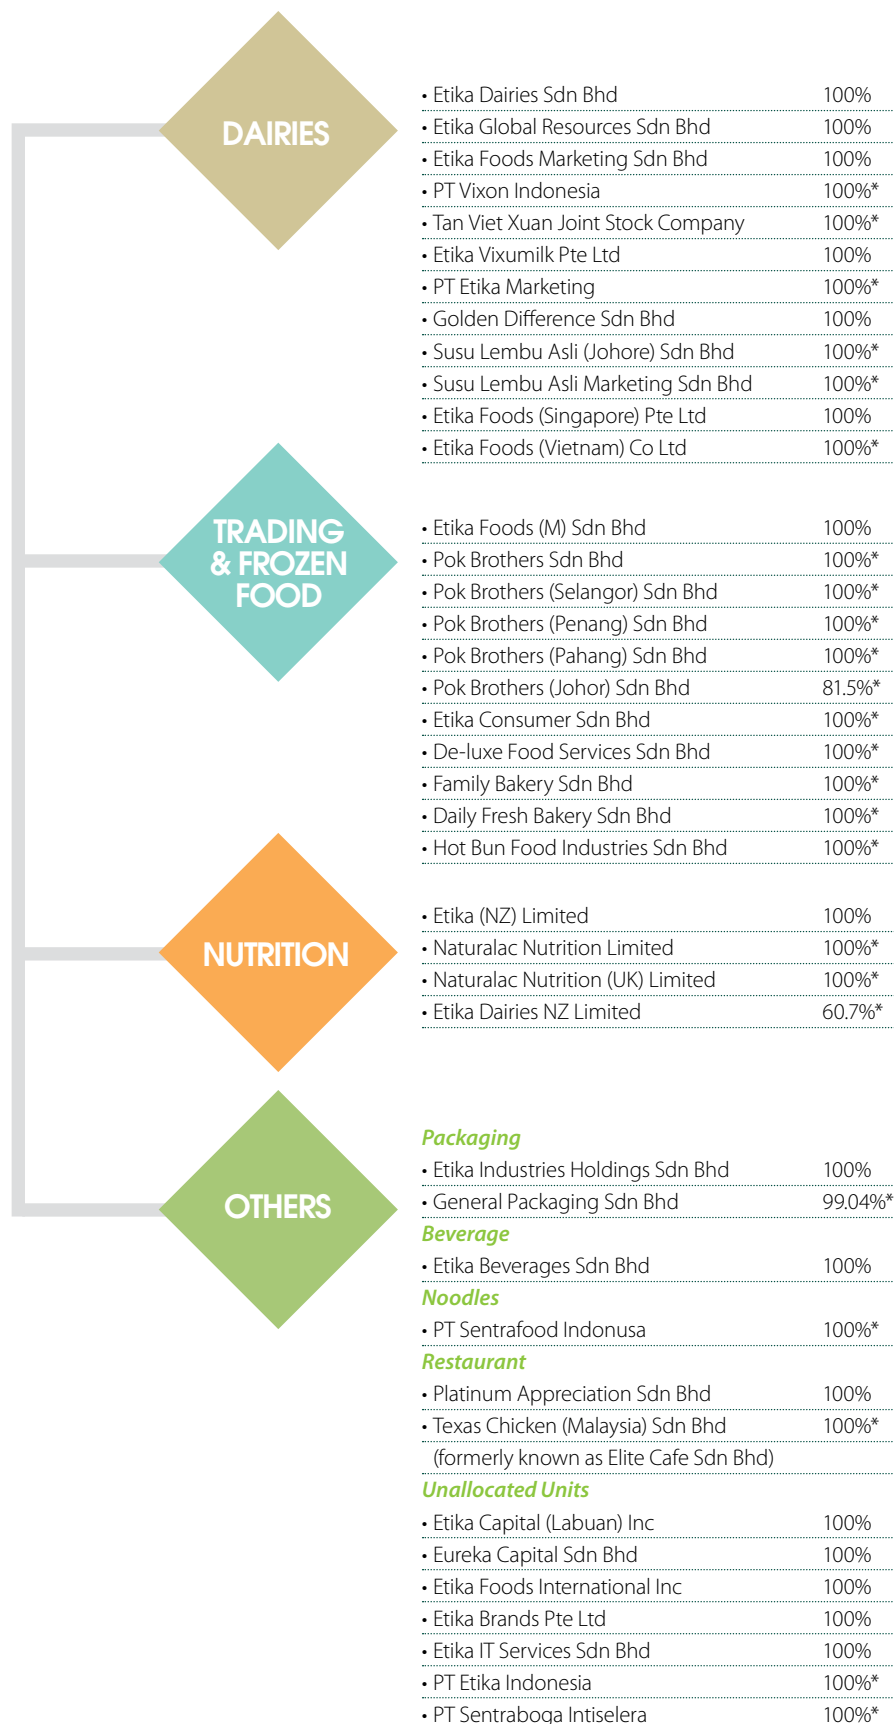 DAIRIES
• Etika Dairies Sdn Bhd 100%
• Etika Global Resources Sdn Bhd 100%
• Etika Foods Marketing Sdn Bhd 100%
• PT Vixon Indonesia 100%*
• Tan Viet Xuan Joint Stock Company 100%*
• Etika Vixumilk Pte Ltd 100%
• PT Etika Marketing 100%*
• Golden Difference Sdn Bhd 100%
• Susu Lembu Asli (Johore) Sdn Bhd 100%*
• Susu Lembu Asli Marketing Sdn Bhd 100%*
• Etika Foods (Singapore) Pte Ltd 100%
• Etika Foods (Vietnam) Co Ltd 100%*
TRADING
& FROZEN
FOOD
• Etika Foods (M) Sdn Bhd 100%
• Pok Brothers Sdn Bhd 100%*
• Pok Brothers (Selangor) Sdn Bhd 100%*
• Pok Brothers (Penang) Sdn Bhd 100%*
• Pok Brothers (Pahang) Sdn Bhd 100%*
• Pok Brothers (Johor) Sdn Bhd 81.5%*
• Etika Consumer Sdn Bhd 100%*
• De-luxe Food Services Sdn Bhd 100%*
• Family Bakery Sdn Bhd 100%*
• Daily Fresh Bakery Sdn Bhd 100%*
• Hot Bun Food Industries Sdn Bhd 100%*
NUTRITION
• Etika (NZ) Limited 100%
• Naturalac Nutrition Limited 100%*
• Naturalac Nutrition (UK) Limited 100%*
• Etika Dairies NZ Limited 60.7%*
OTHERS
Packaging
• Etika Industries Holdings Sdn Bhd 100%
• General Packaging Sdn Bhd 99.04%*
Beverage
• Etika Beverages Sdn Bhd 100%
Noodles
• PT Sentrafood Indonusa 100%*
Restaurant
• Platinum Appreciation Sdn Bhd 100%
• Texas Chicken (Malaysia) Sdn Bhd 100%*
(formerly known as Elite Cafe Sdn Bhd)
Unallocated Units
• Etika Capital (Labuan) Inc 100%
• Eureka Capital Sdn Bhd 100%
• Etika Foods International Inc 100%
• Etika Brands Pte Ltd 100%
• Etika IT Services Sdn Bhd 100%
• PT Etika Indonesia 100%*
• PT Sentraboga Intiselera 100%*